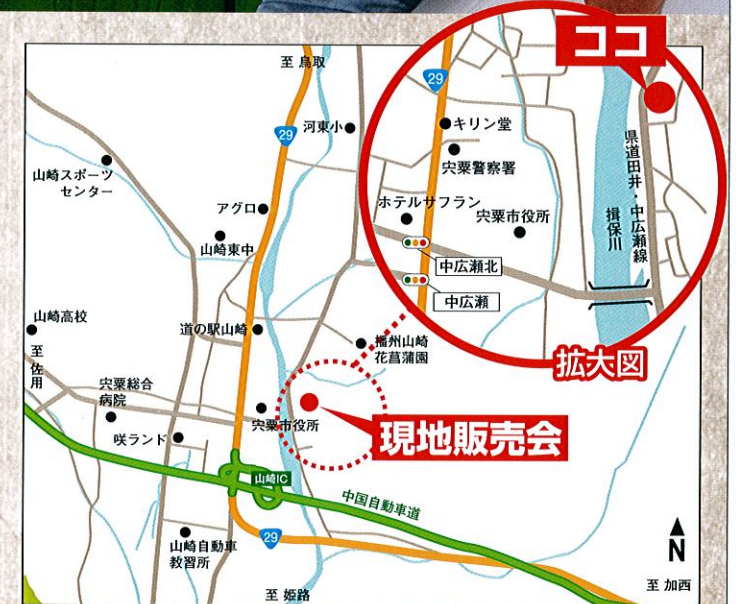 至 鳥取
29
河東小
山崎スポーツ
センター
アグロ
山崎東中
山崎高校
道の駅山崎
播州山崎
花菖蒲園
至
佐
用
宍粟総合
病院
咲ランド
宍粟市役所
現地販売会
山崎IC
中国自動車道
山崎自動車
教習所
29
至 姫路
至 加西
N
ココ
29
キリン堂
宍粟警察署
ホテルサフラン
宍粟市役所
県道田井・中広瀬線
揖保川
中広瀬北
中広瀬
拡大図